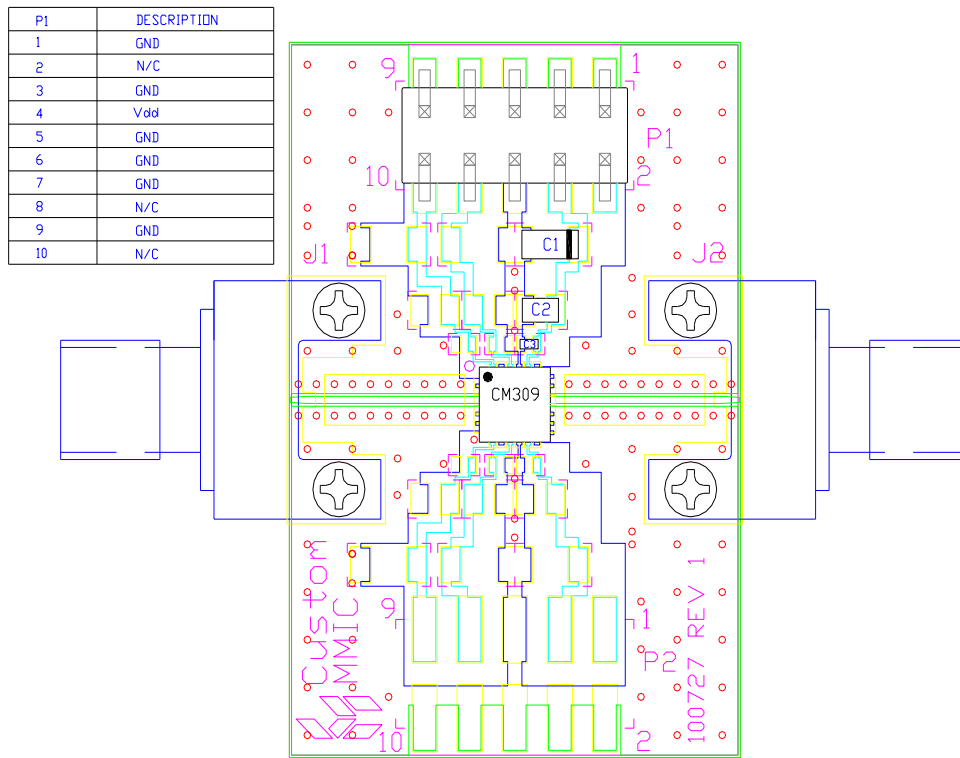 P1 DESCRIPTION
1 GND
2 N/C
3 GND
4 Vdd
5 GND
6 GND
7 GND
8 N/C
9 GND
10 N/C
9 1
P1
10 2
J1 C1 J2
C2
C3
CM309
Custom
MMIC
9 1
P2
10 2
100727 REV 1